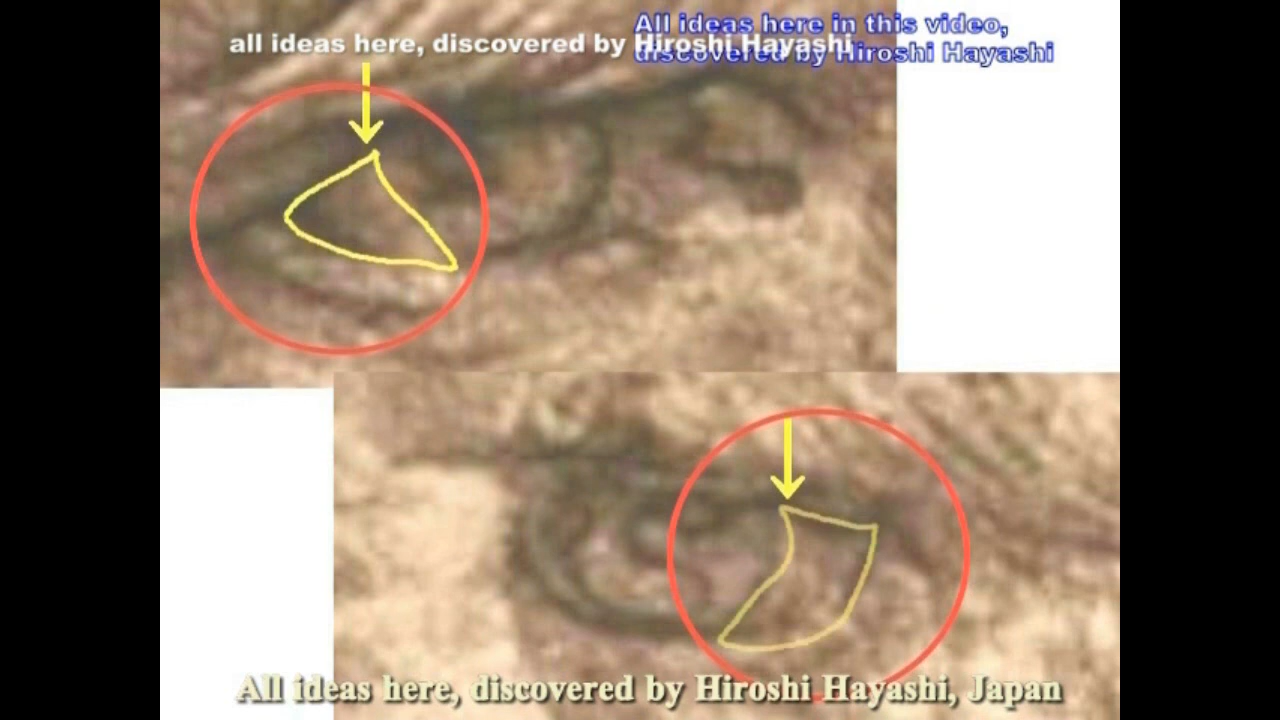 All ideas here in this video,
all ideas here, discovered by Hiroshi Hayashi
discovered by Hiroshi Hayashi
All ideas here, discovered by Hiroshi Hayashi, Japan